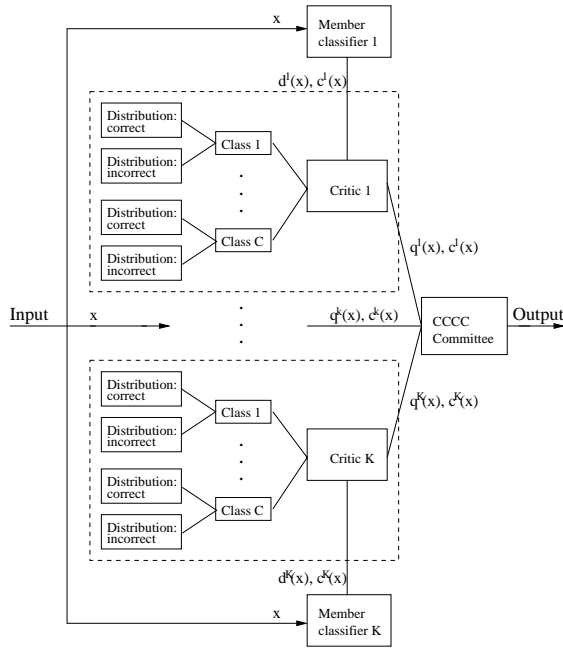 x
Member
classifier 1
d¹(x), c¹(x)
Distribution:
correct
Distribution:
incorrect
Class 1
Distribution:
correct
Distribution:
incorrect
Class C
Critic 1
q¹(x), c¹(x)
Input
x
qᵏ(x), cᵏ(x)
CCCC
Committee
Output
Distribution:
correct
Distribution:
incorrect
Class 1
Distribution:
correct
Distribution:
incorrect
Class C
Critic K
qᴷ(x), cᴷ(x)
dᴷ(x), cᴷ(x)
x
Member
classifier K